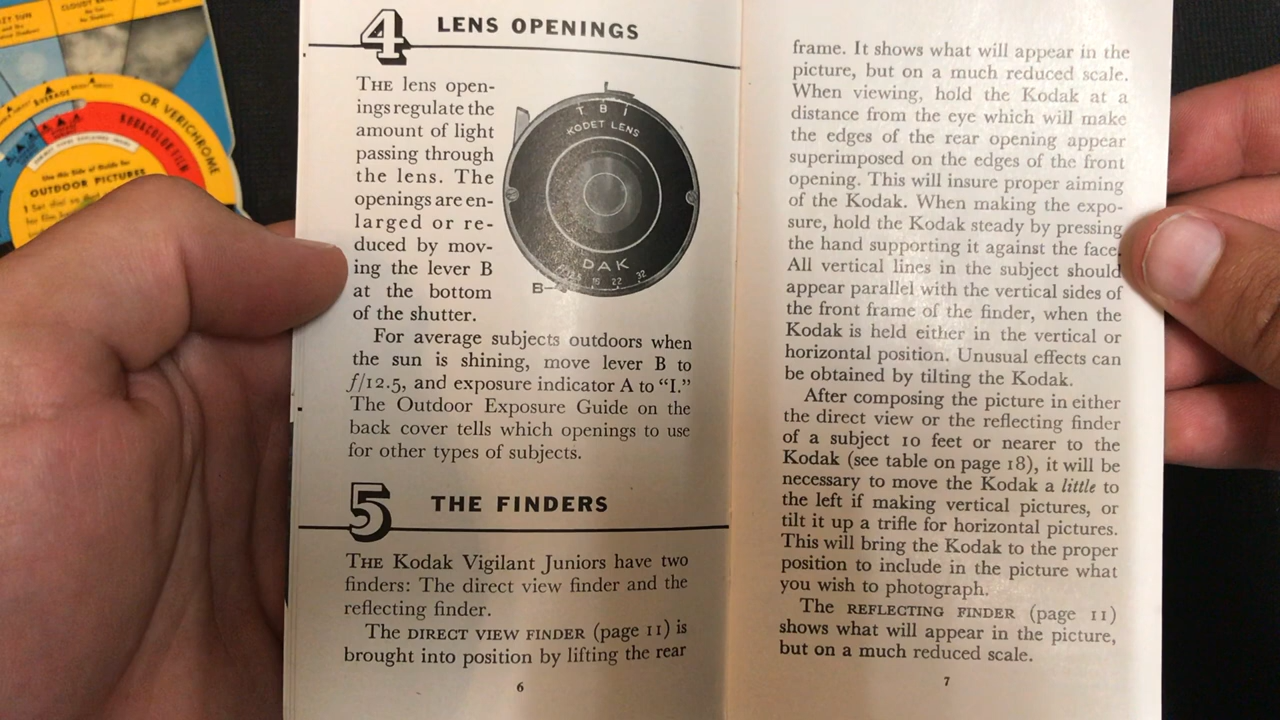 4 LENS OPENINGS
THE lens open-
ings regulate the
amount of light
passing through
the lens. The
openings are en-
larged or re-
duced by mov-
ing the lever B
at the bottom
of the shutter.
T B I
KODET LENS
DAK
16 22 32
B
For average subjects outdoors when
the sun is shining, move lever B to
f/12.5, and exposure indicator A to “I.”
The Outdoor Exposure Guide on the
back cover tells which openings to use
for other types of subjects.
5 THE FINDERS
THE Kodak Vigilant Juniors have two
finders: The direct view finder and the
reflecting finder.
The DIRECT VIEW FINDER (page 11) is
brought into position by lifting the rear
6
frame. It shows what will appear in the
picture, but on a much reduced scale.
When viewing, hold the Kodak at a
distance from the eye which will make
the edges of the rear opening appear
superimposed on the edges of the front
opening. This will insure proper aiming
of the Kodak. When making the expo-
sure, hold the Kodak steady by pressing
the hand supporting it against the face.
All vertical lines in the subject should
appear parallel with the vertical sides of
the front frame of the finder, when the
Kodak is held either in the vertical or
horizontal position. Unusual effects can
be obtained by tilting the Kodak.
After composing the picture in either
the direct view or the reflecting finder
of a subject 10 feet or nearer to the
Kodak (see table on page 18), it will be
necessary to move the Kodak a little to
the left if making vertical pictures, or
tilt it up a trifle for horizontal pictures.
This will bring the Kodak to the proper
position to include in the picture what
you wish to photograph.
The REFLECTING FINDER (page 11)
shows what will appear in the picture,
but on a much reduced scale.
7
AVERAGE
OR VERICHROME
KODACOLOR FILM
Use this Side of Guide for
OUTDOOR PICTURES